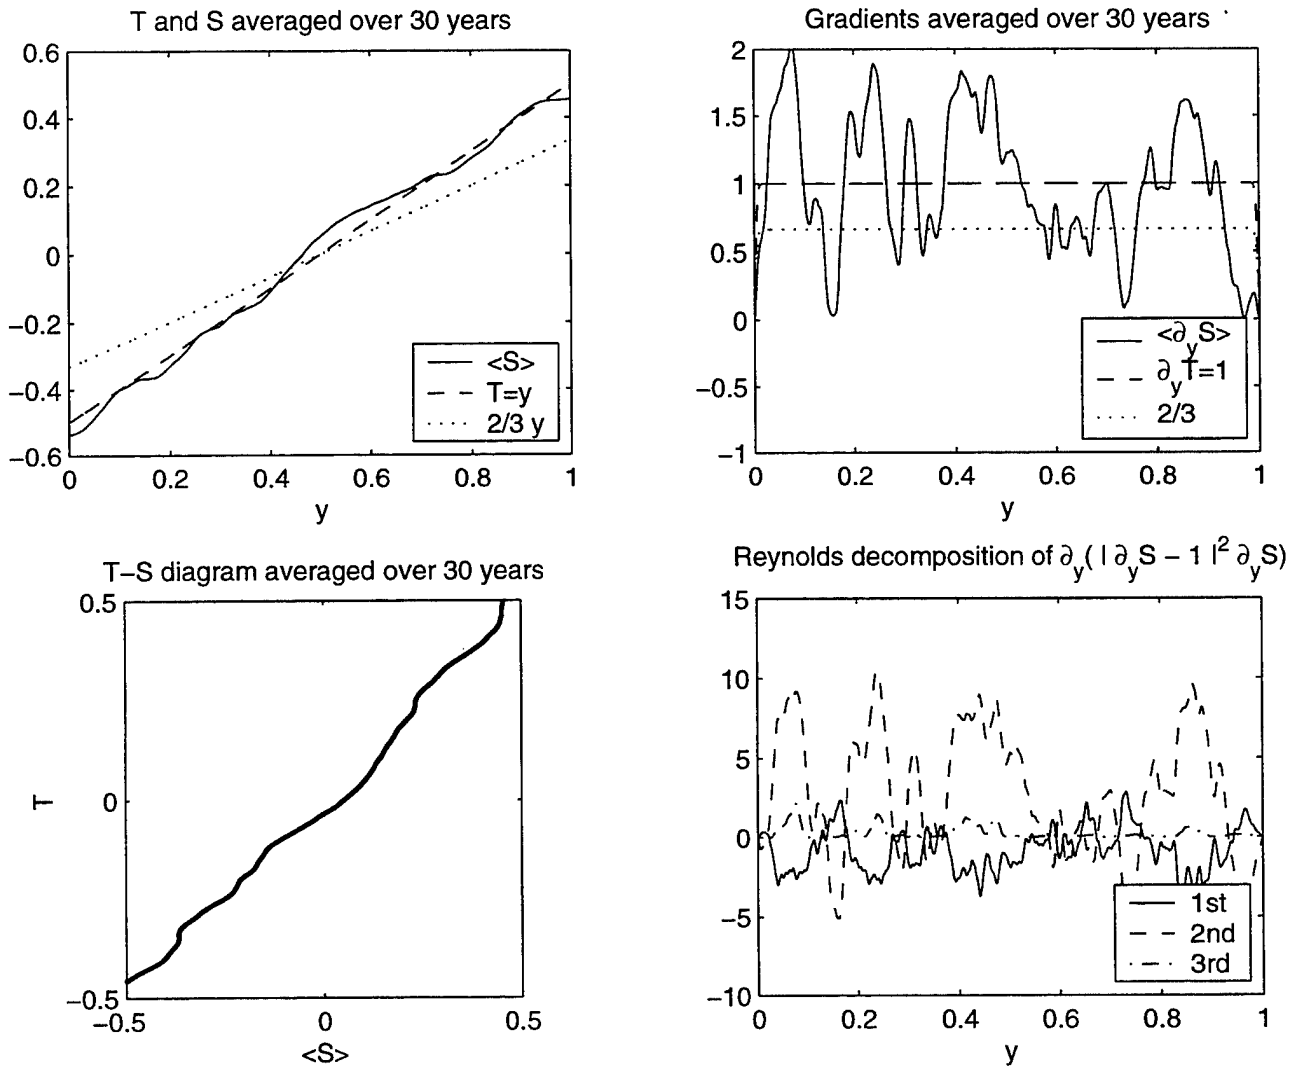 T and S averaged over 30 years
0.6
0.4
0.2
0
−0.2
−0.4
−0.6
0
0.2
0.4
0.6
0.8
1
y
<S>
T=y
2/3 y
Gradients averaged over 30 years
2
1.5
1
0.5
0
−0.5
−1
0
0.2
0.4
0.6
0.8
1
y
<∂yS>
∂yT=1
2/3
T−S diagram averaged over 30 years
0.5
0
−0.5
T
−0.5
0
0.5
<S>
Reynolds decomposition of ∂y( | ∂yS − 1 |² ∂yS)
15
10
5
0
−5
−10
0
0.2
0.4
0.6
0.8
1
y
1st
2nd
3rd